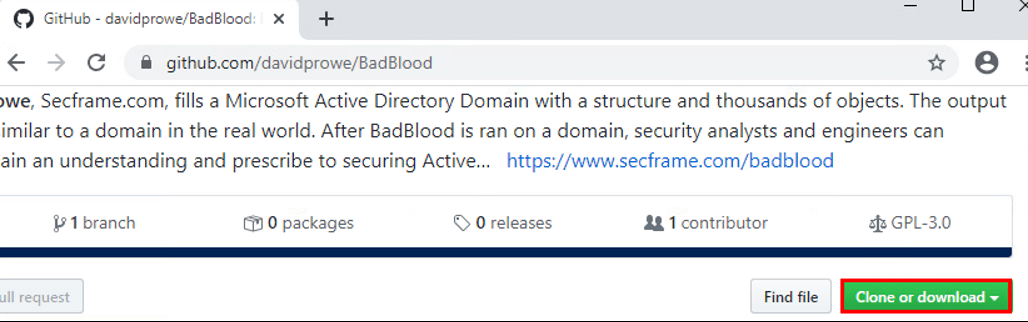 GitHub - davidprowe/BadBlood:
github.com/davidprowe/BadBlood
owe, Secframe.com, fills a Microsoft Active Directory Domain with a structure and thousands of objects. The output
imilar to a domain in the real world. After BadBlood is ran on a domain, security analysts and engineers can
ain an understanding and prescribe to securing Active... https://www.secframe.com/badblood
1 branch 0 packages 0 releases 1 contributor GPL-3.0
ull request Find file Clone or download